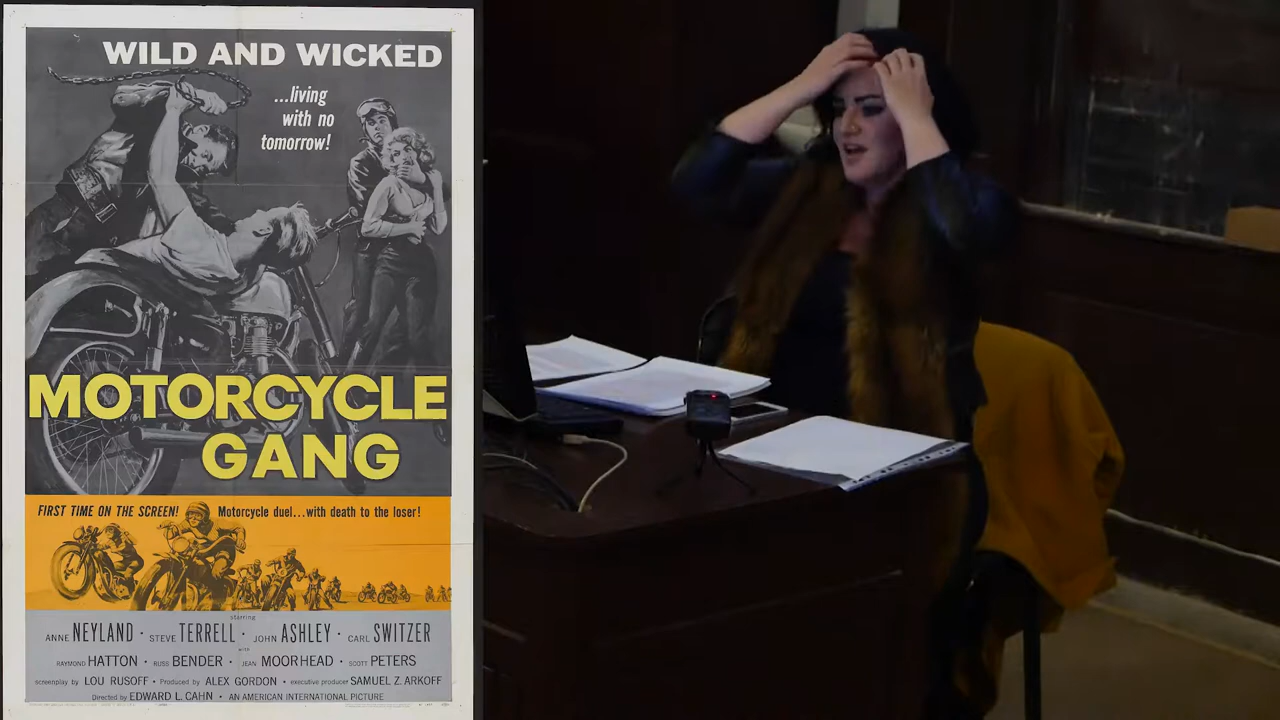 WILD AND WICKED
...living
with no
tomorrow!
MOTORCYCLE
GANG
FIRST TIME ON THE SCREEN! Motorcycle duel...with death to the loser!
starring
ANNE NEYLAND · STEVE TERRELL · JOHN ASHLEY · CARL SWITZER
with
RAYMOND HATTON · RUSS BENDER · JEAN MOORHEAD · SCOTT PETERS
screenplay by LOU RUSOFF · Produced by ALEX GORDON · executive producer SAMUEL Z. ARKOFF
Directed by EDWARD L. CAHN · AN AMERICAN INTERNATIONAL PICTURE